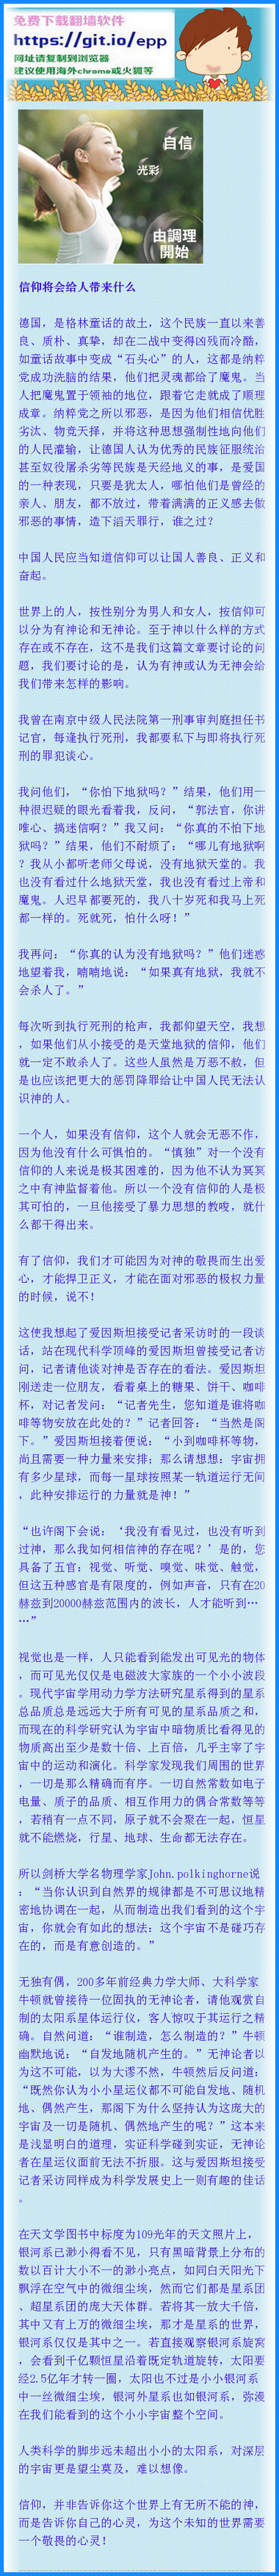 免费下载翻墙软件
https://git.io/epp
网址请复制到浏览器
建议使用海外chrome或火狐等
自信
光彩
由調理
開始
信仰将会给人带来什么
德国，是格林童话的故土，这个民族一直以来善
良、质朴、真挚，却在二战中变得凶残而冷酷，
如童话故事中变成“石头心”的人，这都是纳粹
党成功洗脑的结果，他们把灵魂都给了魔鬼。当
人把魔鬼置于领袖的地位，跟着它走就成了顺理
成章。纳粹党之所以邪恶，是因为他们相信优胜
劣汰、物竞天择，并将这种思想强制性地向他们
的人民灌输，让德国人认为优秀的民族征服统治
甚至奴役屠杀劣等民族是天经地义的事，是爱国
的一种表现，只要是犹太人，哪怕他们是曾经的
亲人、朋友，都不放过，带着满满的正义感去做
邪恶的事情，造下滔天罪行，谁之过？
中国人民应当知道信仰可以让国人善良、正义和
奋起。
世界上的人，按性别分为男人和女人，按信仰可
以分为有神论和无神论。至于神以什么样的方式
存在或不存在，这不是我们这篇文章要讨论的问
题，我们要讨论的是，认为有神或认为无神会给
我们带来怎样的影响。
我曾在南京中级人民法院第一刑事审判庭担任书
记官，每逢执行死刑，我都要私下与即将执行死
刑的罪犯谈心。
我问他们，“你怕下地狱吗？”结果，他们用一
种很迟疑的眼光看着我，反问，“郭法官，你讲
唯心、搞迷信啊？”我又问：“你真的不怕下地
狱吗？”结果，他们不耐烦了：“哪儿有地狱啊
？我从小都听老师父母说，没有地狱天堂的。我
也没有看过什么地狱天堂，我也没有看过上帝和
魔鬼。人迟早都要死的，我八十岁死和我马上死
都一样的。死就死，怕什么呀！”
我再问：“你真的认为没有地狱吗？”他们迷惑
地望着我，喃喃地说：“如果真有地狱，我就不
会杀人了。”
每次听到执行死刑的枪声，我都仰望天空，我想
，如果他们从小接受的是天堂地狱的信仰，他们
就一定不敢杀人了。这些人虽然是万恶不赦，但
是也应该把更大的惩罚降罪给让中国人民无法认
识神的人。
一个人，如果没有信仰，这个人就会无恶不作，
因为他没有什么可惧怕的。“慎独”对一个没有
信仰的人来说是极其困难的，因为他不认为冥冥
之中有神监督着他。所以一个没有信仰的人是极
其可怕的，一旦他接受了暴力思想的教唆，就什
么都干得出来。
有了信仰，我们才可能因为对神的敬畏而生出爱
心，才能捍卫正义，才能在面对邪恶的极权力量
的时候，说不！
这使我想起了爱因斯坦接受记者采访时的一段谈
话，站在现代科学顶峰的爱因斯坦曾接受记者访
问，记者请他谈对神是否存在的看法。爱因斯坦
刚送走一位朋友，看着桌上的糖果、饼干、咖啡
杯，对记者发问：“记者先生，您知道是谁将咖
啡等物安放在此处的？”记者回答：“当然是阁
下。”爱因斯坦接着便说：“小到咖啡杯等物，
尚且需要一种力量来安排；那么请想想：宇宙拥
有多少星球，而每一星球按照某一轨道运行无间
，此种安排运行的力量就是神！”
“也许阁下会说：‘我没有看见过，也没有听到
过神，那么我如何相信神的存在呢？’是的，您
具备了五官：视觉、听觉、嗅觉、味觉、触觉，
但这五种感官是有限度的，例如声音，只有在20
赫兹到20000赫兹范围内的波长，人才能听到…
…”
视觉也是一样，人只能看到能发出可见光的物体
，而可见光仅仅是电磁波大家族的一个小小波段
。现代宇宙学用动力学方法研究星系得到的星系
总品质总是远远大于所有可见的星系品质之和，
而现在的科学研究认为宇宙中暗物质比看得见的
物质高出至少是数十倍、上百倍，几乎主宰了宇
宙中的运动和演化。科学家发现我们周围的世界
，一切是那么精确而有序。一切自然常数如电子
电量、质子的品质、相互作用力的偶合常数等等
，若稍有一点不同，原子就不会聚在一起，恒星
就不能燃烧，行星、地球、生命都无法存在。
所以剑桥大学名物理学家John.polkinghorne说
：“当你认识到自然界的规律都是不可思议地精
密地协调在一起，从而制造出我们看到的这个宇
宙，你就会有如此的想法：这个宇宙不是碰巧存
在的，而是有意创造的。”
无独有偶，200多年前经典力学大师、大科学家
牛顿就曾接待一位固执的无神论者，请他观赏自
制的太阳系星体运行仪，客人惊叹于其运行之精
确。自然问道：“谁制造，怎么制造的？”牛顿
幽默地说：“自发地随机产生的。”无神论者以
为这不可能，以为大谬不然，牛顿然后反问道：
“既然你认为小小星运仪都不可能自发地、随机
地、偶然产生，那阁下为什么坚持认为这庞大的
宇宙及一切是随机、偶然地产生的呢？”这本来
是浅显明白的道理，实证科学碰到实证，无神论
者在星运仪面前无法不折服。这与爱因斯坦接受
记者采访同样成为科学发展史上一则有趣的佳话
。
在天文学图书中标度为109光年的天文照片上，
银河系已渺小得看不见，只有黑暗背景上分布的
数以百计大小不一的渺小亮点，如同白天阳光下
飘浮在空气中的微细尘埃，然而它们都是星系团
、超星系团的庞大天体群。若将其一放大千倍，
其中又有上万的微细尘埃，那才是星系的世界，
银河系仅仅是其中之一。若直接观察银河系旋窝
，会看到千亿颗恒星沿着既定轨道旋转，太阳要
经2.5亿年才转一圈，太阳也不过是小小银河系
中一丝微细尘埃，银河外星系也如银河系，弥漫
在我们能看到的这个小小宇宙整个空间。
人类科学的脚步远未超出小小的太阳系，对深层
的宇宙更是望尘莫及，难以想像。
信仰，并非告诉你这个世界上有无所不能的神，
而是告诉你自己的心灵，为这个未知的世界需要
一个敬畏的心灵！